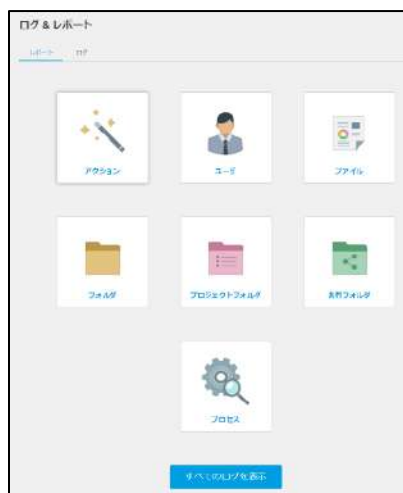 ログ & レポート
レポート ログ
アクション ユーザ ファイル
フォルダ プロジェクトフォルダ 共有フォルダ
プロセス
すべてのログを表示